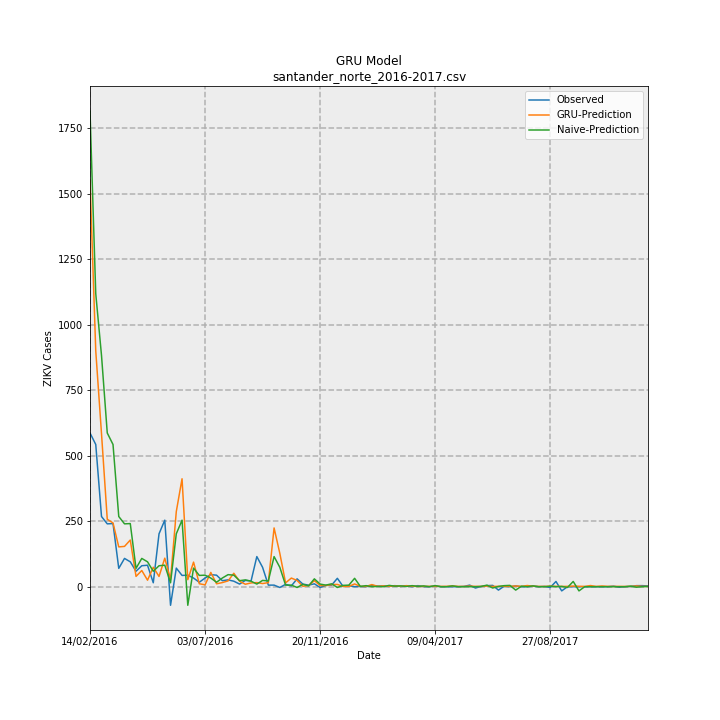 GRU Model
santander_norte_2016-2017.csv
Observed
GRU-Prediction
Naive-Prediction
1750
1500
1250
1000
750
500
250
0
ZIKV Cases
14/02/2016
03/07/2016
20/11/2016
09/04/2017
27/08/2017
Date